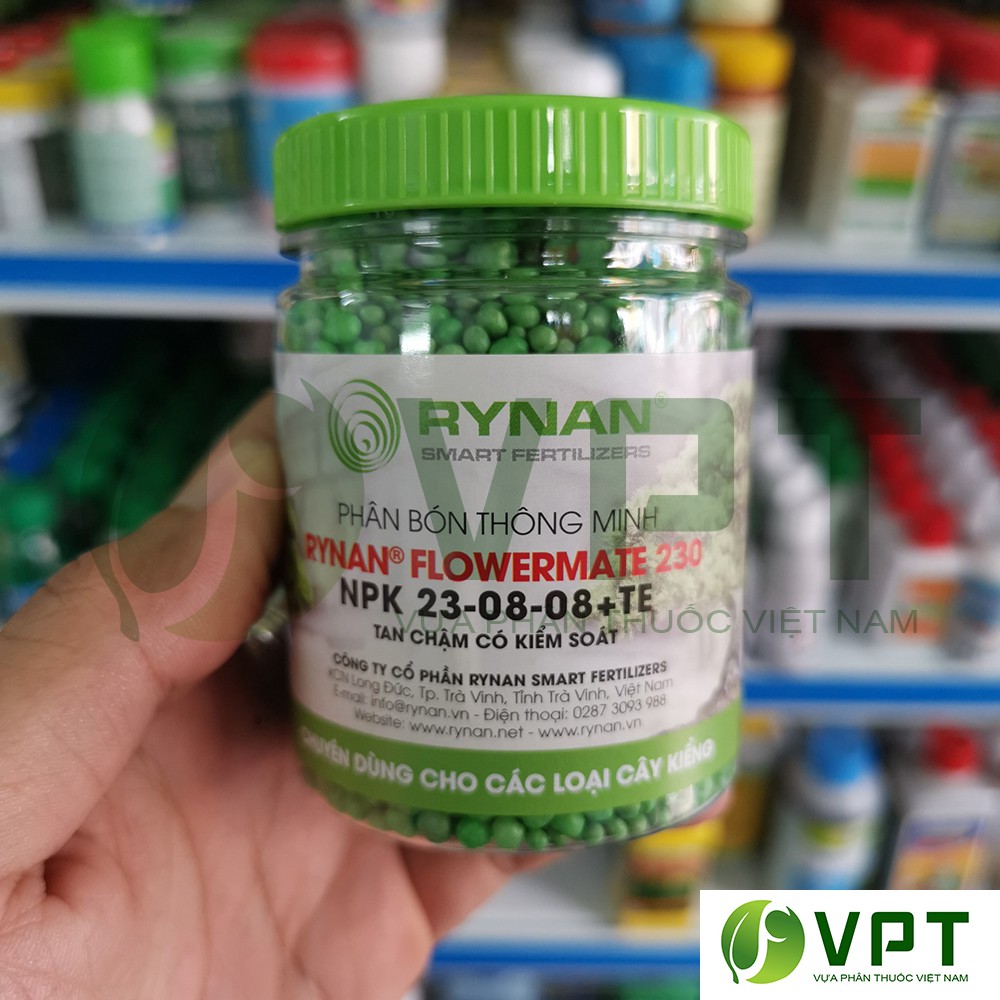 RYNAN®
SMART FERTILIZERS
PHÂN BÓN THÔNG MINH
RYNAN® FLOWERMATE 230
NPK 23-08-08+TE
TAN CHẬM CÓ KIỂM SOÁT
CÔNG TY CỔ PHẦN RYNAN SMART FERTILIZERS
KCN Long Đức, Tp. Trà Vinh, Tỉnh Trà Vinh, Việt Nam
E-mail: info@rynan.vn - Điện thoại: 0287 3093 988
Website: www.rynan.net - www.rynan.vn
CHUYÊN DÙNG CHO CÁC LOẠI CÂY KIỂNG
VPT
VỰA PHÂN THUỐC VIỆT NAM
VPT
VỰA PHÂN THUỐC VIỆT NAM